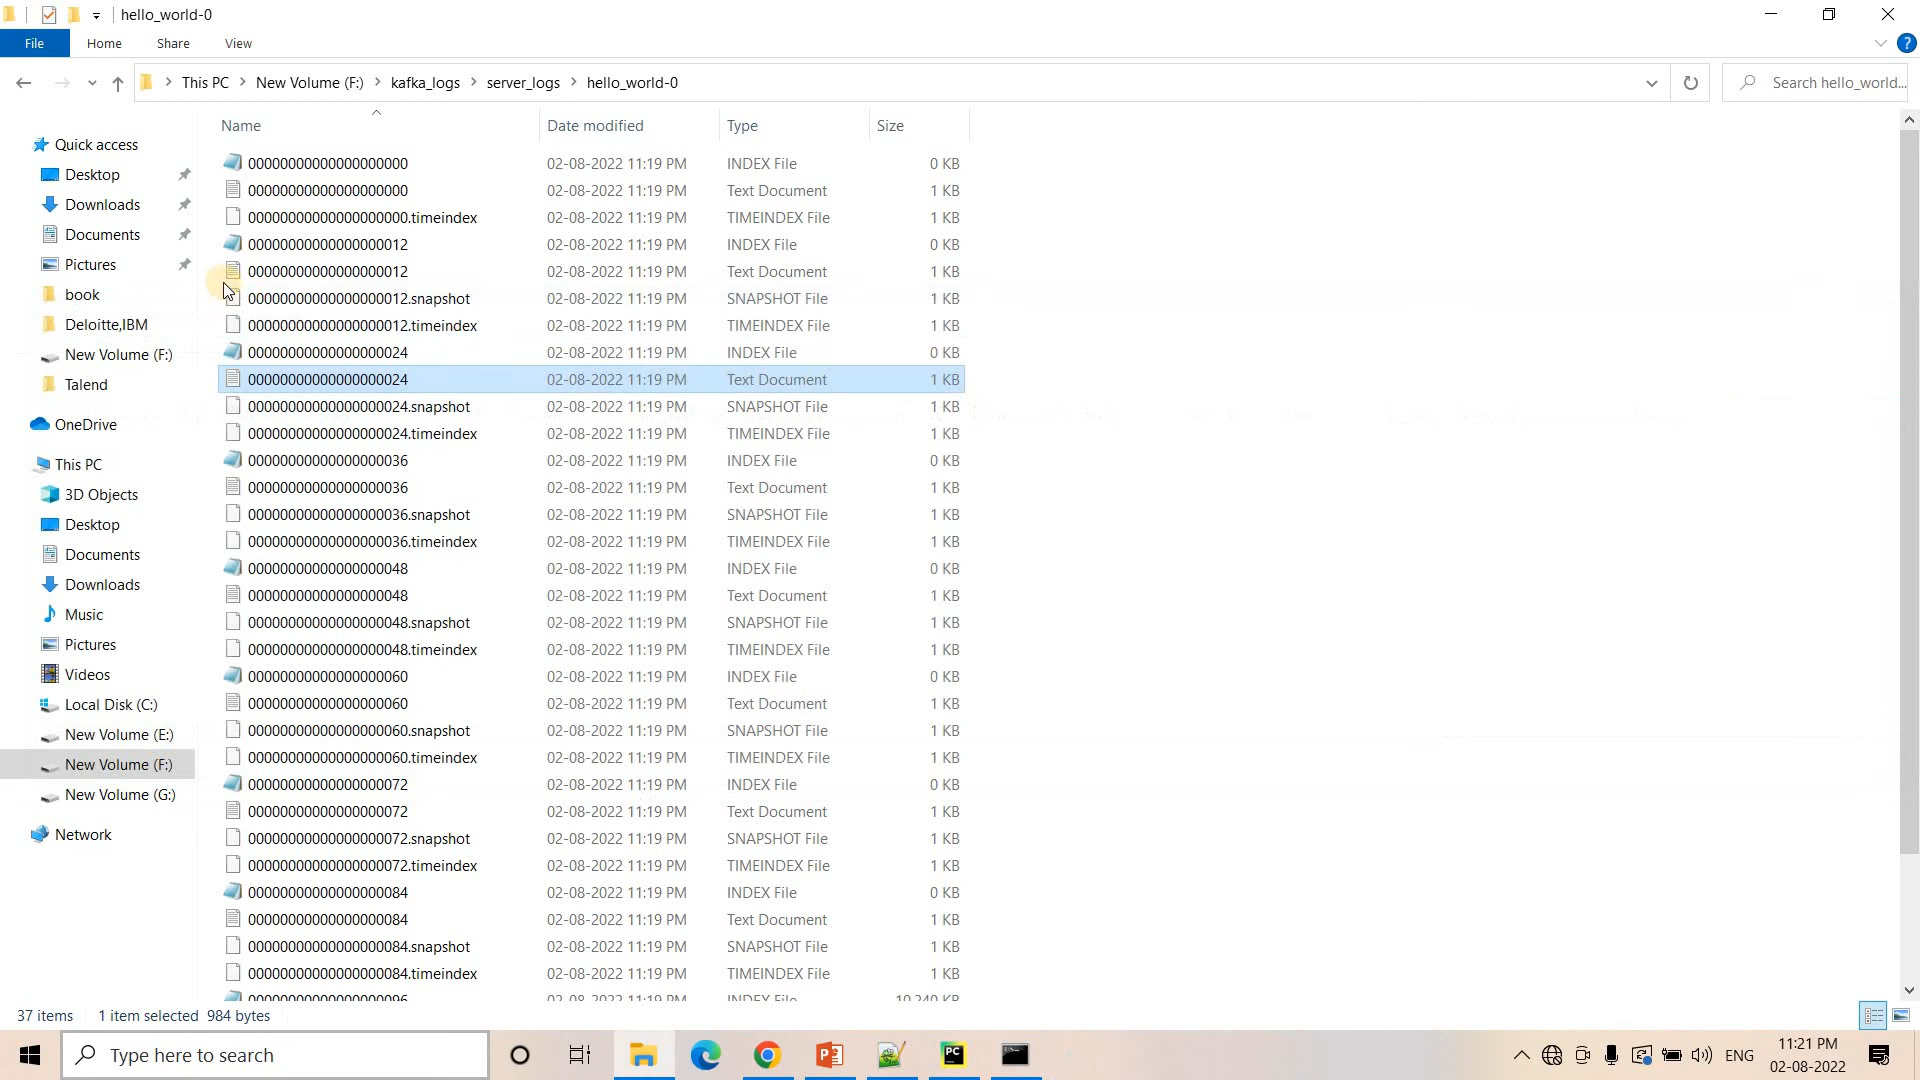 hello_world-0
File Home Share View
This PC New Volume (F:) kafka_logs server_logs hello_world-0 Search hello_world...
Name Date modified Type Size
Quick access
Desktop
Downloads
Documents
Pictures
book
Deloitte,IBM
New Volume (F:)
Talend
OneDrive
This PC
3D Objects
Desktop
Documents
Downloads
Music
Pictures
Videos
Local Disk (C:)
New Volume (E:)
New Volume (F:)
New Volume (G:)
Network
00000000000000000000 02-08-2022 11:19 PM INDEX File 0 KB
00000000000000000000 02-08-2022 11:19 PM Text Document 1 KB
00000000000000000000.timeindex 02-08-2022 11:19 PM TIMEINDEX File 1 KB
00000000000000000012 02-08-2022 11:19 PM INDEX File 0 KB
00000000000000000012 02-08-2022 11:19 PM Text Document 1 KB
00000000000000000012.snapshot 02-08-2022 11:19 PM SNAPSHOT File 1 KB
00000000000000000012.timeindex 02-08-2022 11:19 PM TIMEINDEX File 1 KB
00000000000000000024 02-08-2022 11:19 PM INDEX File 0 KB
00000000000000000024 02-08-2022 11:19 PM Text Document 1 KB
00000000000000000024.snapshot 02-08-2022 11:19 PM SNAPSHOT File 1 KB
00000000000000000024.timeindex 02-08-2022 11:19 PM TIMEINDEX File 1 KB
00000000000000000036 02-08-2022 11:19 PM INDEX File 0 KB
00000000000000000036 02-08-2022 11:19 PM Text Document 1 KB
00000000000000000036.snapshot 02-08-2022 11:19 PM SNAPSHOT File 1 KB
00000000000000000036.timeindex 02-08-2022 11:19 PM TIMEINDEX File 1 KB
00000000000000000048 02-08-2022 11:19 PM INDEX File 0 KB
00000000000000000048 02-08-2022 11:19 PM Text Document 1 KB
00000000000000000048.snapshot 02-08-2022 11:19 PM SNAPSHOT File 1 KB
00000000000000000048.timeindex 02-08-2022 11:19 PM TIMEINDEX File 1 KB
00000000000000000060 02-08-2022 11:19 PM INDEX File 0 KB
00000000000000000060 02-08-2022 11:19 PM Text Document 1 KB
00000000000000000060.snapshot 02-08-2022 11:19 PM SNAPSHOT File 1 KB
00000000000000000060.timeindex 02-08-2022 11:19 PM TIMEINDEX File 1 KB
00000000000000000072 02-08-2022 11:19 PM INDEX File 0 KB
00000000000000000072 02-08-2022 11:19 PM Text Document 1 KB
00000000000000000072.snapshot 02-08-2022 11:19 PM SNAPSHOT File 1 KB
00000000000000000072.timeindex 02-08-2022 11:19 PM TIMEINDEX File 1 KB
00000000000000000084 02-08-2022 11:19 PM INDEX File 0 KB
00000000000000000084 02-08-2022 11:19 PM Text Document 1 KB
00000000000000000084.snapshot 02-08-2022 11:19 PM SNAPSHOT File 1 KB
00000000000000000084.timeindex 02-08-2022 11:19 PM TIMEINDEX File 1 KB
00000000000000000096 02-08-2022 11:19 PM INDEX File 10,240 KB
37 items 1 item selected 984 bytes
Type here to search
ENG
11:21 PM
02-08-2022